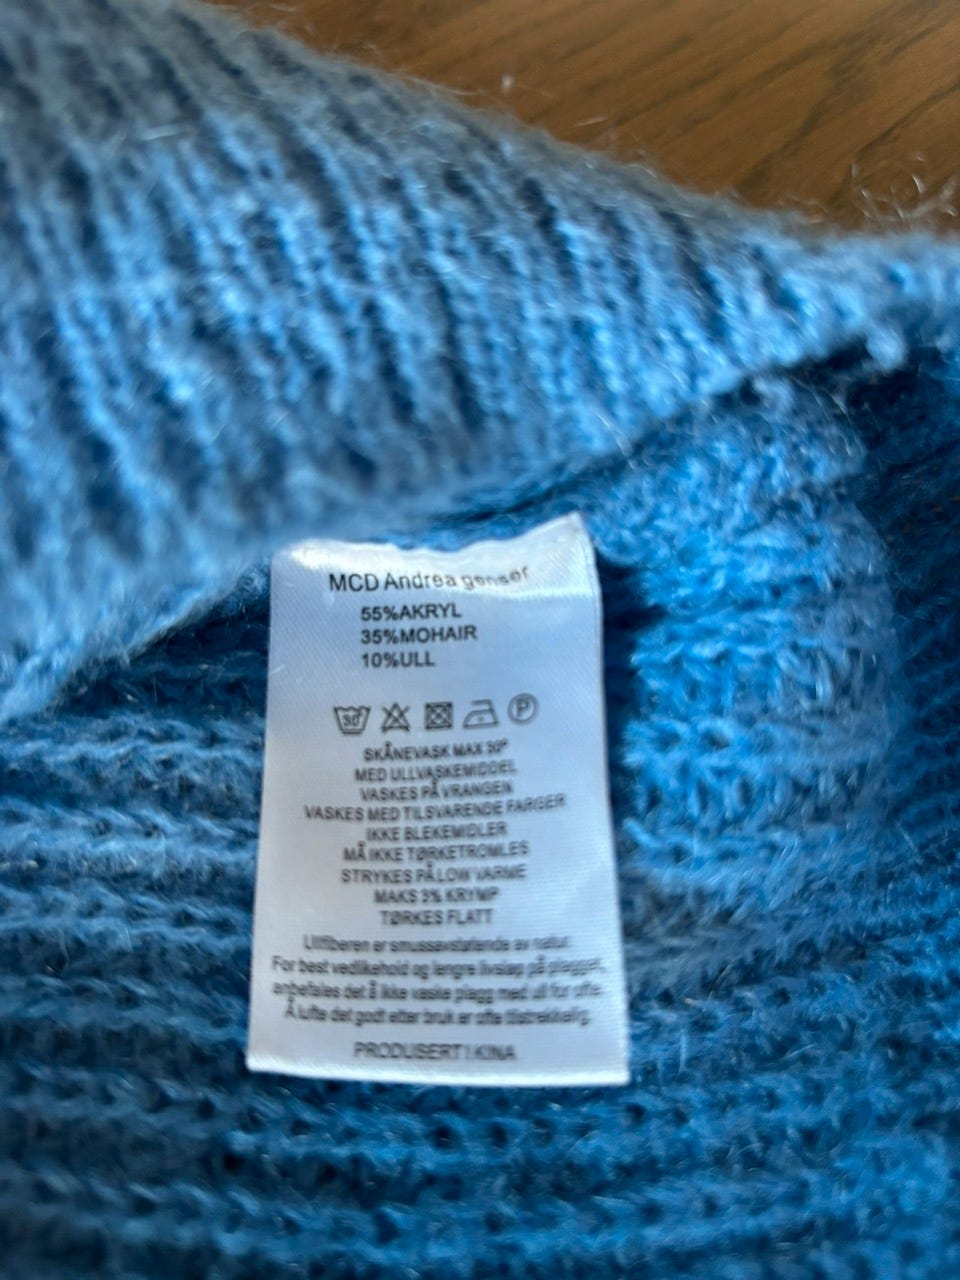 MCD Andrea genser
55%AKRYL
35%MOHAIR
10%ULL
30° P
SKÅNEVASK MAX 30°
MED ULLVASKEMIDDEL
VASKES PÅ VRANGEN
VASKES MED TILSVARENDE FARGER
IKKE BLEKEMIDLER
MÅ IKKE TØRKETROMLES
STRYKES PÅ LOW VARME
MAKS 3% KRYMP
TØRKES FLATT
Ullfiberen er smussavstøtende av natur.
For best vedlikehold og lengre livsløp på plagget,
anbefales det å ikke vaske plagg med ull for ofte.
Å lufte det godt etter bruk er ofte tilstrekkelig.
PRODUSERT I KINA